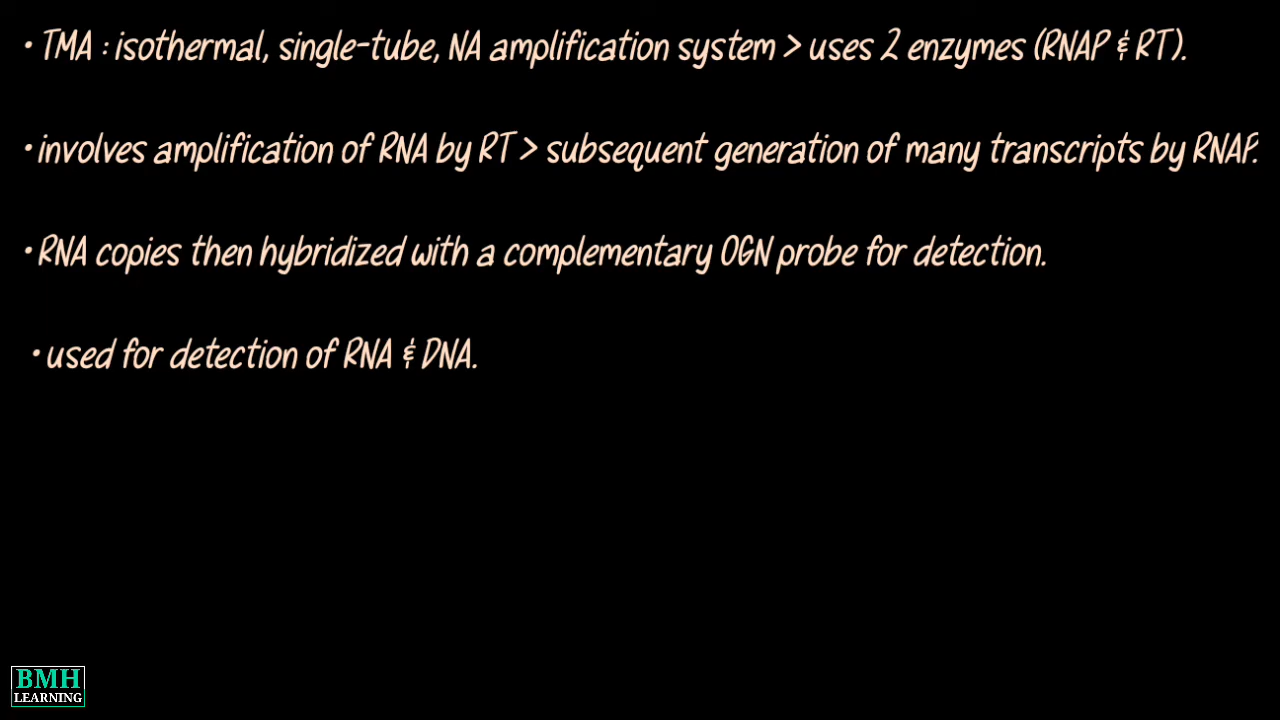 • TMA : isothermal, single-tube, NA amplification system > uses 2 enzymes (RNAP & RT).
• involves amplification of RNA by RT > subsequent generation of many transcripts by RNAP.
• RNA copies then hybridized with a complementary OGN probe for detection.
• used for detection of RNA & DNA.
BMH
LEARNING